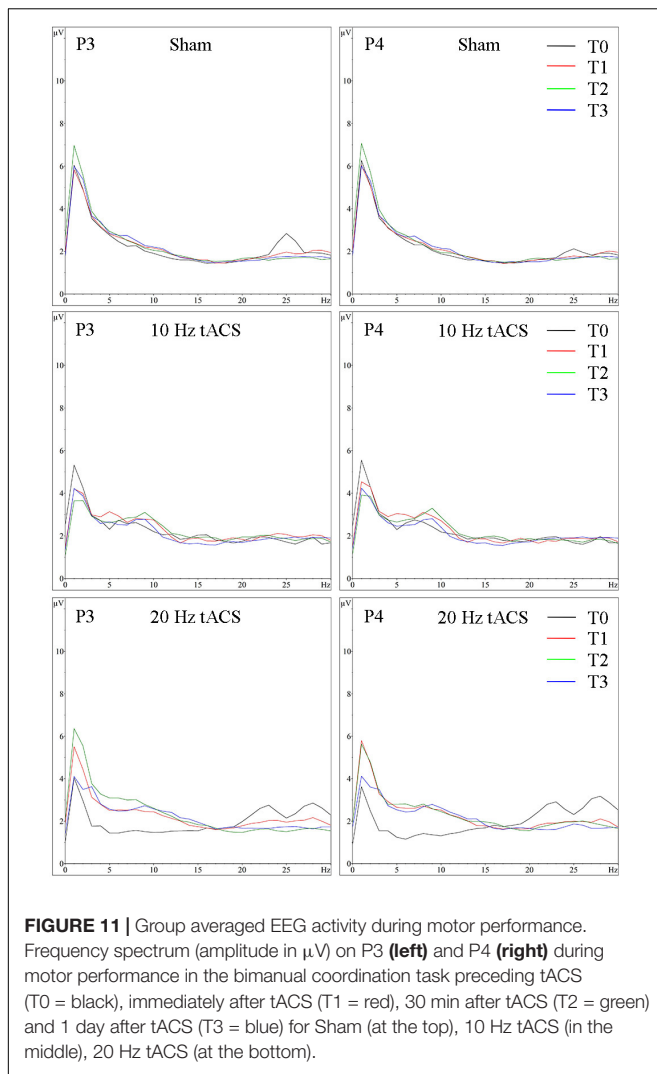 µV
P3 Sham
12
10
8
6
4
2
0
0 5 10 15 20 25 Hz
µV
P4 Sham
T0
T1
T2
T3
12
10
8
6
4
2
0
0 5 10 15 20 25 Hz
µV
P3 10 Hz tACS
10
8
6
4
2
0
0 5 10 15 20 25 Hz
µV
P4 10 Hz tACS
T0
T1
T2
T3
10
8
6
4
2
0
0 5 10 15 20 25 Hz
µV
P3 20 Hz tACS
10
8
6
4
2
0
0 5 10 15 20 25 Hz
µV
P4 20 Hz tACS
T0
T1
T2
T3
10
8
6
4
2
0
0 5 10 15 20 25 Hz
FIGURE 11 | Group averaged EEG activity during motor performance.
Frequency spectrum (amplitude in µV) on P3 (left) and P4 (right) during
motor performance in the bimanual coordination task preceding tACS
(T0 = black), immediately after tACS (T1 = red), 30 min after tACS (T2 = green)
and 1 day after tACS (T3 = blue) for Sham (at the top), 10 Hz tACS (in the
middle), 20 Hz tACS (at the bottom).